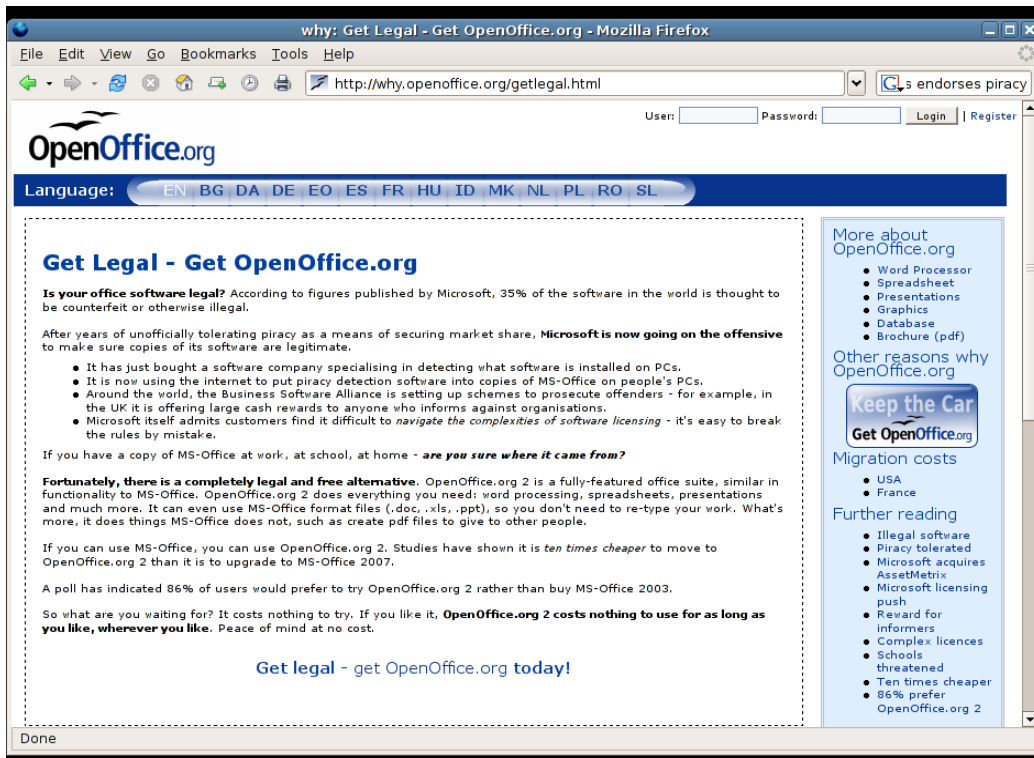 why: Get Legal - Get OpenOffice.org - Mozilla Firefox
File Edit View Go Bookmarks Tools Help
http://why.openoffice.org/getlegal.html
s endorses piracy
User: Password: Login | Register
OpenOffice.org
Language: EN BG DA DE EO ES FR HU ID MK NL PL RO SL
Get Legal - Get OpenOffice.org
Is your office software legal? According to figures published by Microsoft, 35% of the software in the world is thought to
be counterfeit or otherwise illegal.
After years of unofficially tolerating piracy as a means of securing market share, Microsoft is now going on the offensive
to make sure copies of its software are legitimate.
It has just bought a software company specialising in detecting what software is installed on PCs.
It is now using the internet to put piracy detection software into copies of MS-Office on people's PCs.
Around the world, the Business Software Alliance is setting up schemes to prosecute offenders - for example, in
the UK it is offering large cash rewards to anyone who informs against organisations.
Microsoft itself admits customers find it difficult to navigate the complexities of software licensing - it's easy to break
the rules by mistake.
If you have a copy of MS-Office at work, at school, at home - are you sure where it came from?
Fortunately, there is a completely legal and free alternative. OpenOffice.org 2 is a fully-featured office suite, similar in
functionality to MS-Office. OpenOffice.org 2 does everything you need: word processing, spreadsheets, presentations
and much more. It can even use MS-Office format files (.doc, .xls, .ppt), so you don't need to re-type your work. What's
more, it does things MS-Office does not, such as create pdf files to give to other people.
If you can use MS-Office, you can use OpenOffice.org 2. Studies have shown it is ten times cheaper to move to
OpenOffice.org 2 than it is to upgrade to MS-Office 2007.
A poll has indicated 86% of users would prefer to try OpenOffice.org 2 rather than buy MS-Office 2003.
So what are you waiting for? It costs nothing to try. If you like it, OpenOffice.org 2 costs nothing to use for as long as
you like, wherever you like. Peace of mind at no cost.
Get legal - get OpenOffice.org today!
More about
OpenOffice.org
Word Processor
Spreadsheet
Presentations
Graphics
Database
Brochure (pdf)
Other reasons why
OpenOffice.org
Keep the Car
Get OpenOffice.org
Migration costs
USA
France
Further reading
Illegal software
Piracy tolerated
Microsoft acquires
AssetMetrix
Microsoft licensing
push
Reward for
informers
Complex licences
Schools
threatened
Ten times cheaper
86% prefer
OpenOffice.org 2
Done